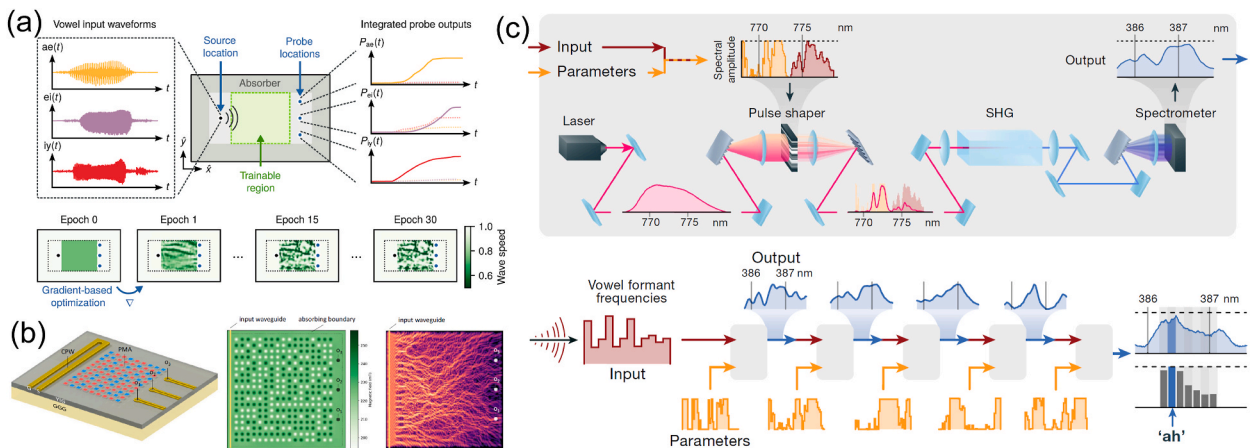 (a)
Vowel input waveforms
ae(t)
t
ei(t)
t
iy(t)
t
Source
location
Probe
locations
Absorber
Trainable
region
ŷ
x̂
Integrated probe outputs
Pae(t)
t
Pei(t)
t
Piy(t)
t
Epoch 0
Epoch 1
...
Epoch 15
...
Epoch 30
1.0
0.8
0.6
Wave speed
Gradient-based
optimization
∇
(b)
CPW
PMA
YIG
GGG
input waveguide
absorbing boundary
input waveguide
(c)
Input
Parameters
Spectral
amplitude
770
775
nm
386
387
nm
Output
Laser
Pulse shaper
SHG
Spectrometer
770
775
nm
770
775
nm
Output
Vowel formant
frequencies
386
387 nm
386
387 nm
Input
Parameters
'ah'